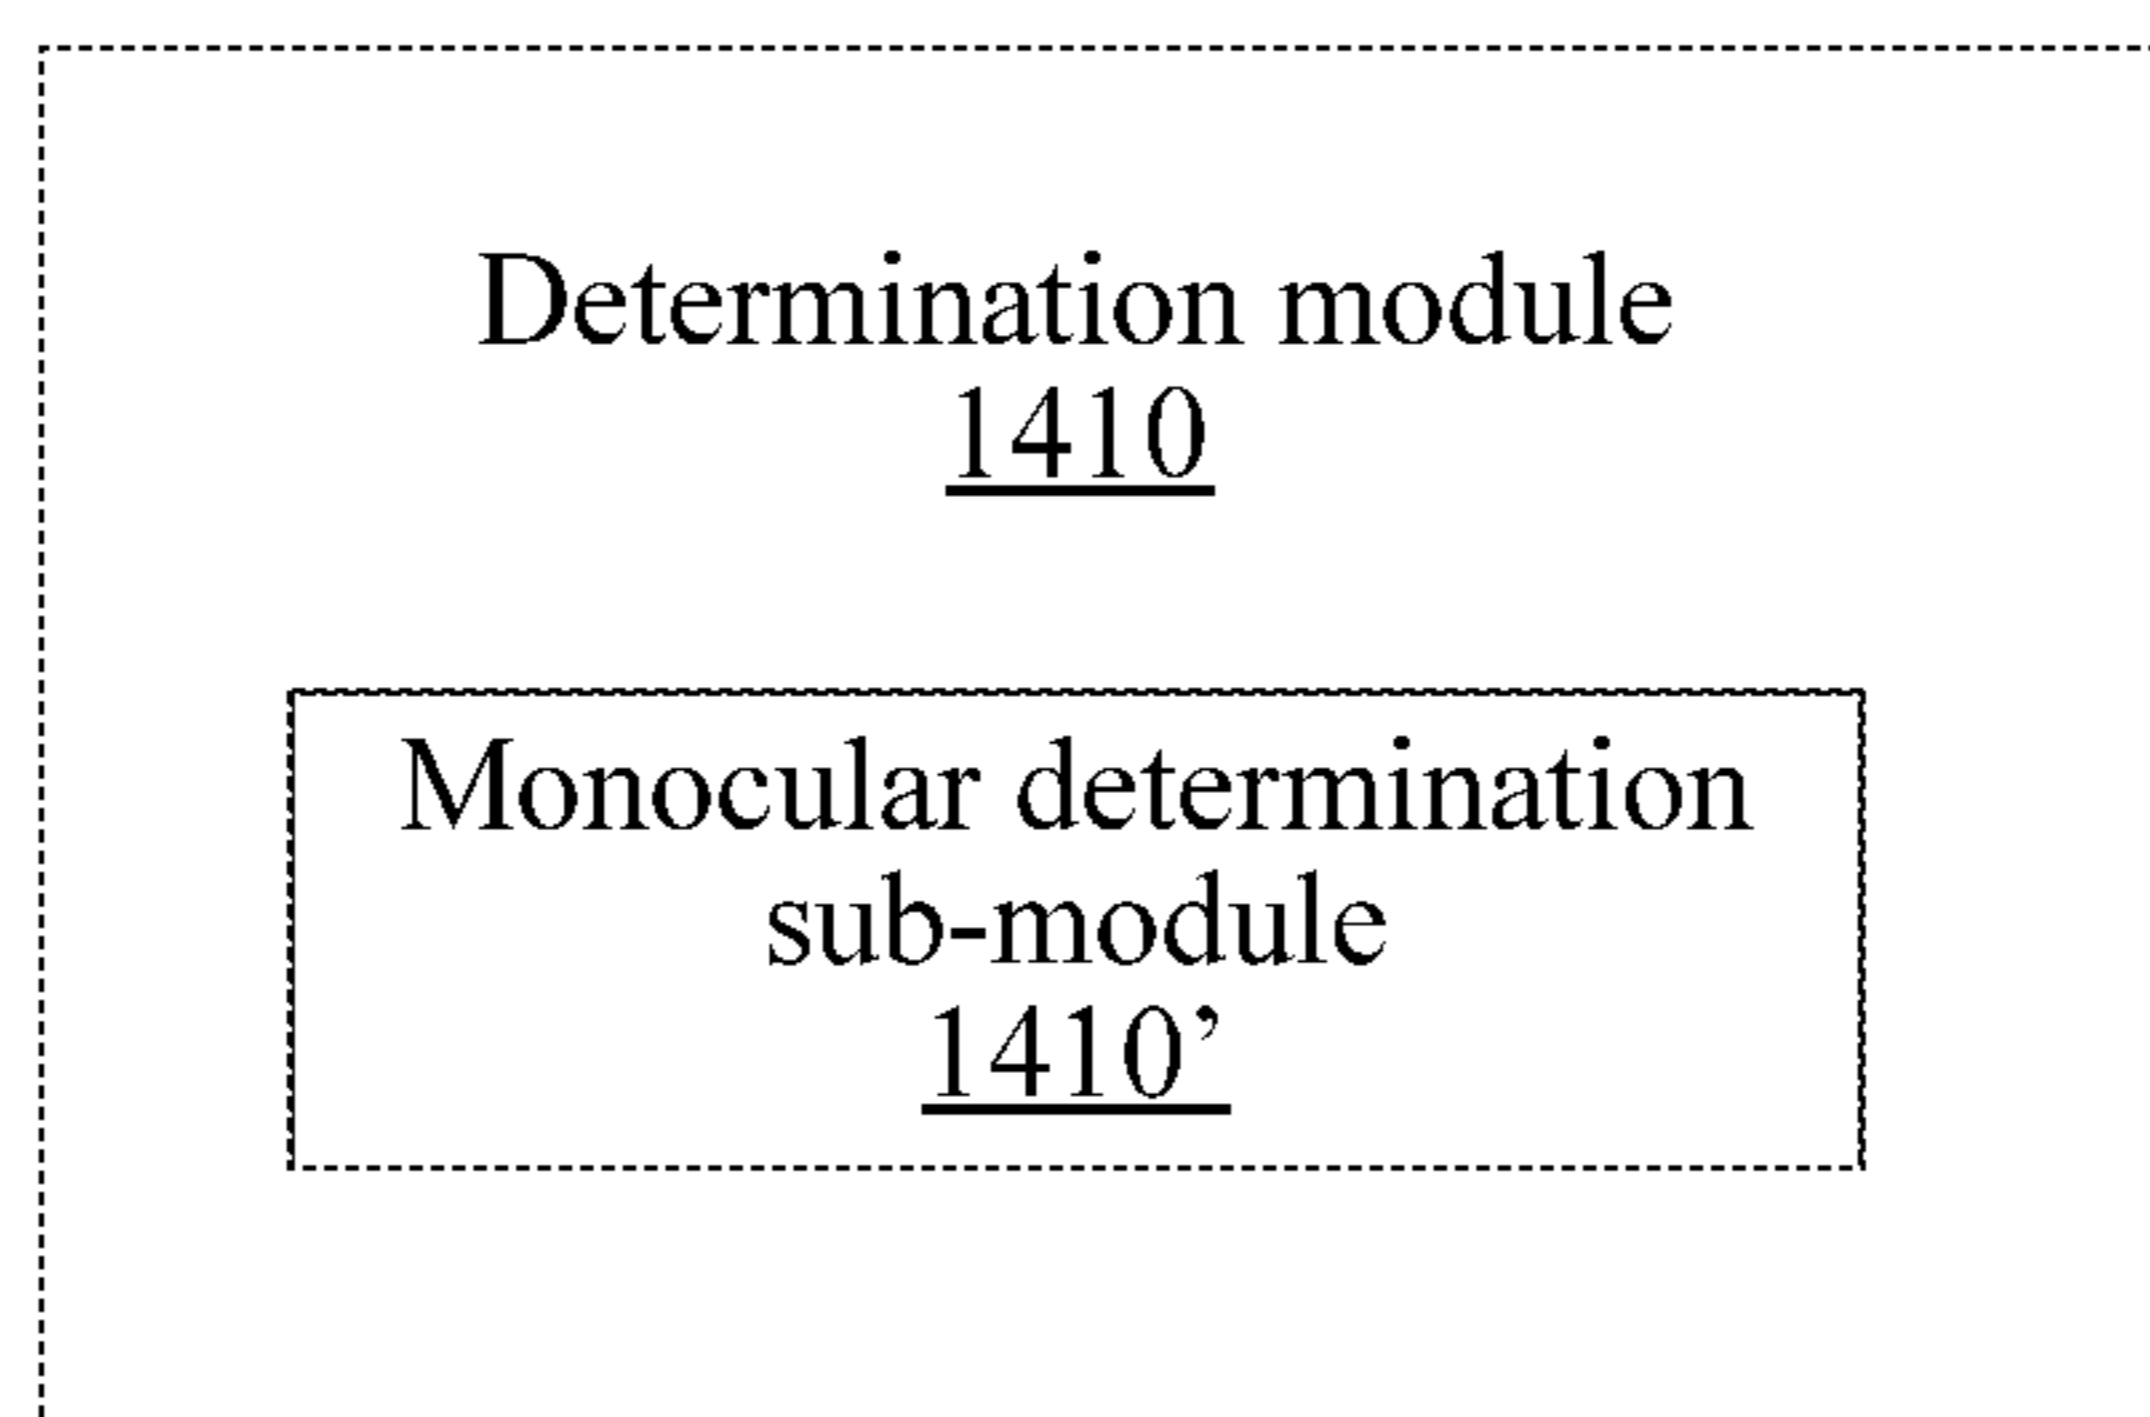 Determination module
1410
Monocular determination
sub-module
1410’